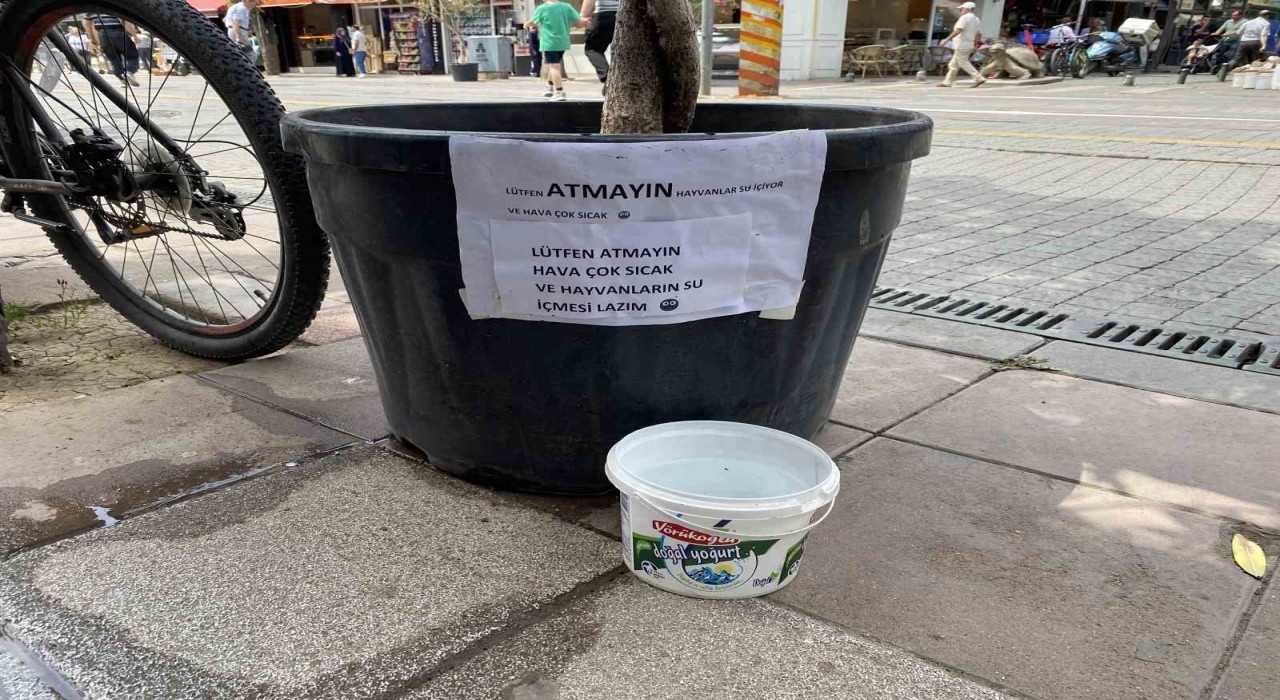 LÜTFEN ATMAYIN HAYVANLAR SU İÇİYOR
VE HAVA ÇOK SICAK
LÜTFEN ATMAYIN
HAVA ÇOK SICAK
VE HAYVANLARIN SU
İÇMESİ LAZIM
Yörükoğlu
doğal yoğurt